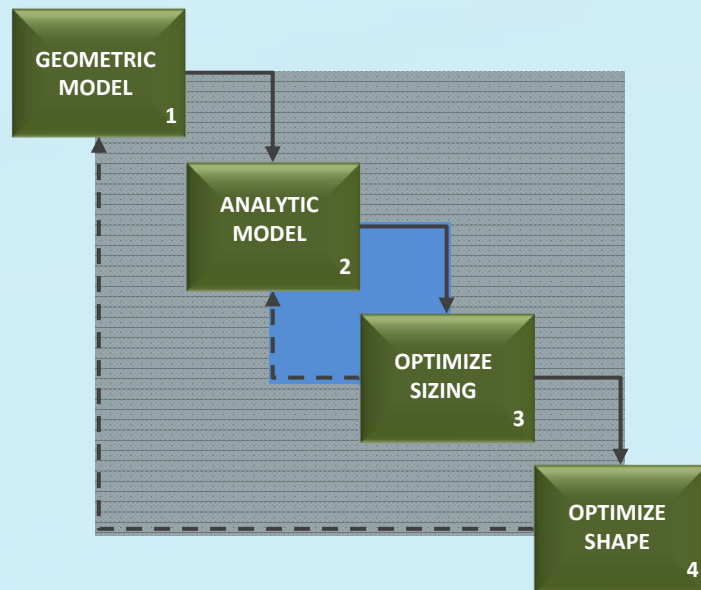 GEOMETRIC
MODEL
1
ANALYTIC
MODEL
2
OPTIMIZE
SIZING
3
OPTIMIZE
SHAPE
4